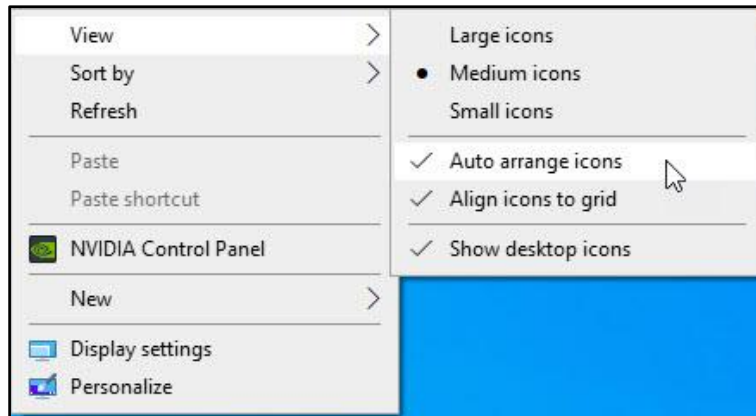 View
Sort by
Refresh
Paste
Paste shortcut
NVIDIA Control Panel
New
Display settings
Personalize
Large icons
Medium icons
Small icons
Auto arrange icons
Align icons to grid
Show desktop icons